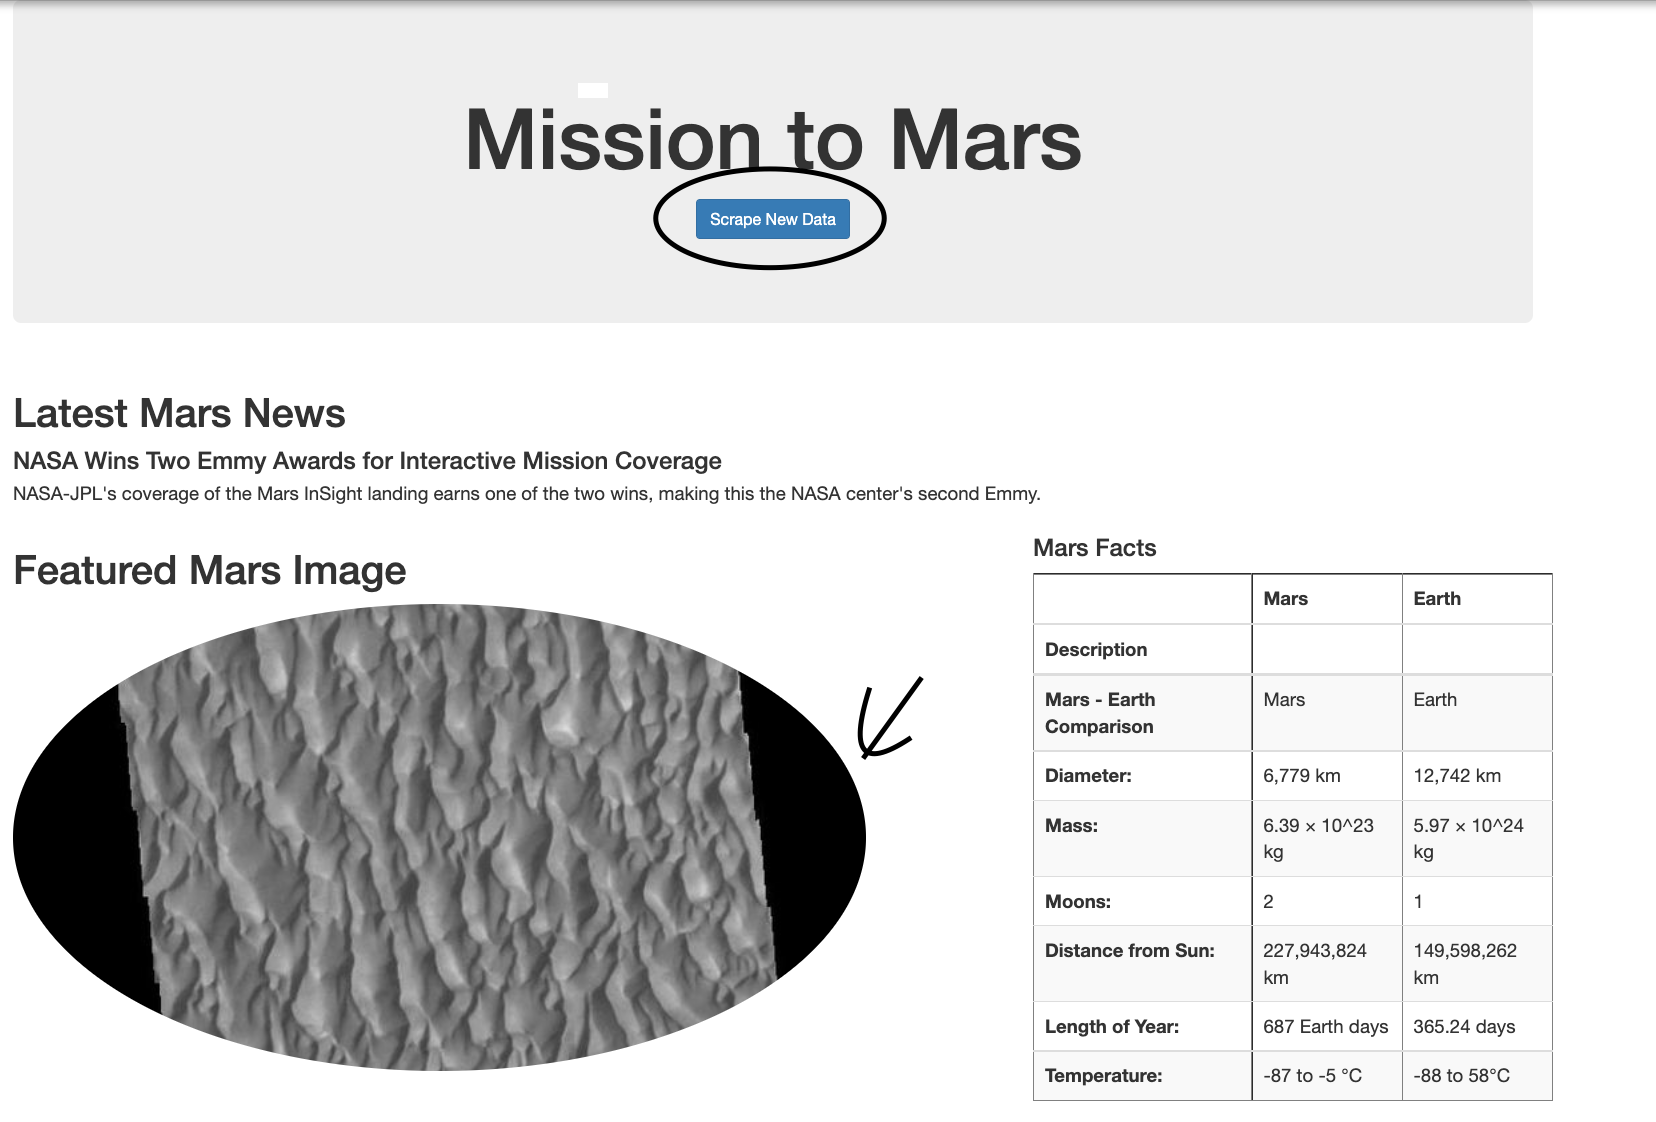 Mission to Mars
Scrape New Data
Latest Mars News
NASA Wins Two Emmy Awards for Interactive Mission Coverage
NASA-JPL's coverage of the Mars InSight landing earns one of the two wins, making this the NASA center's second Emmy.
Featured Mars Image
Mars Facts
Mars Earth
Description
Mars - Earth Mars Earth
Comparison
Diameter: 6,779 km 12,742 km
Mass: 6.39 × 10^23 5.97 × 10^24
kg kg
Moons: 2 1
Distance from Sun: 227,943,824 149,598,262
km km
Length of Year: 687 Earth days 365.24 days
Temperature: -87 to -5 °C -88 to 58°C